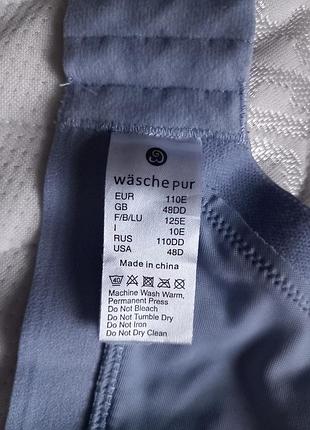 wäsche pur
EUR 110E
GB 48DD
F/B/LU 125E
I 10E
RUS 110DD
USA 48D
Made in china
40
Machine Wash Warm,
Permanent Press
Do Not Bleach
Do Not Tumble Dry
Do Not Iron
Do Not Dry Clean